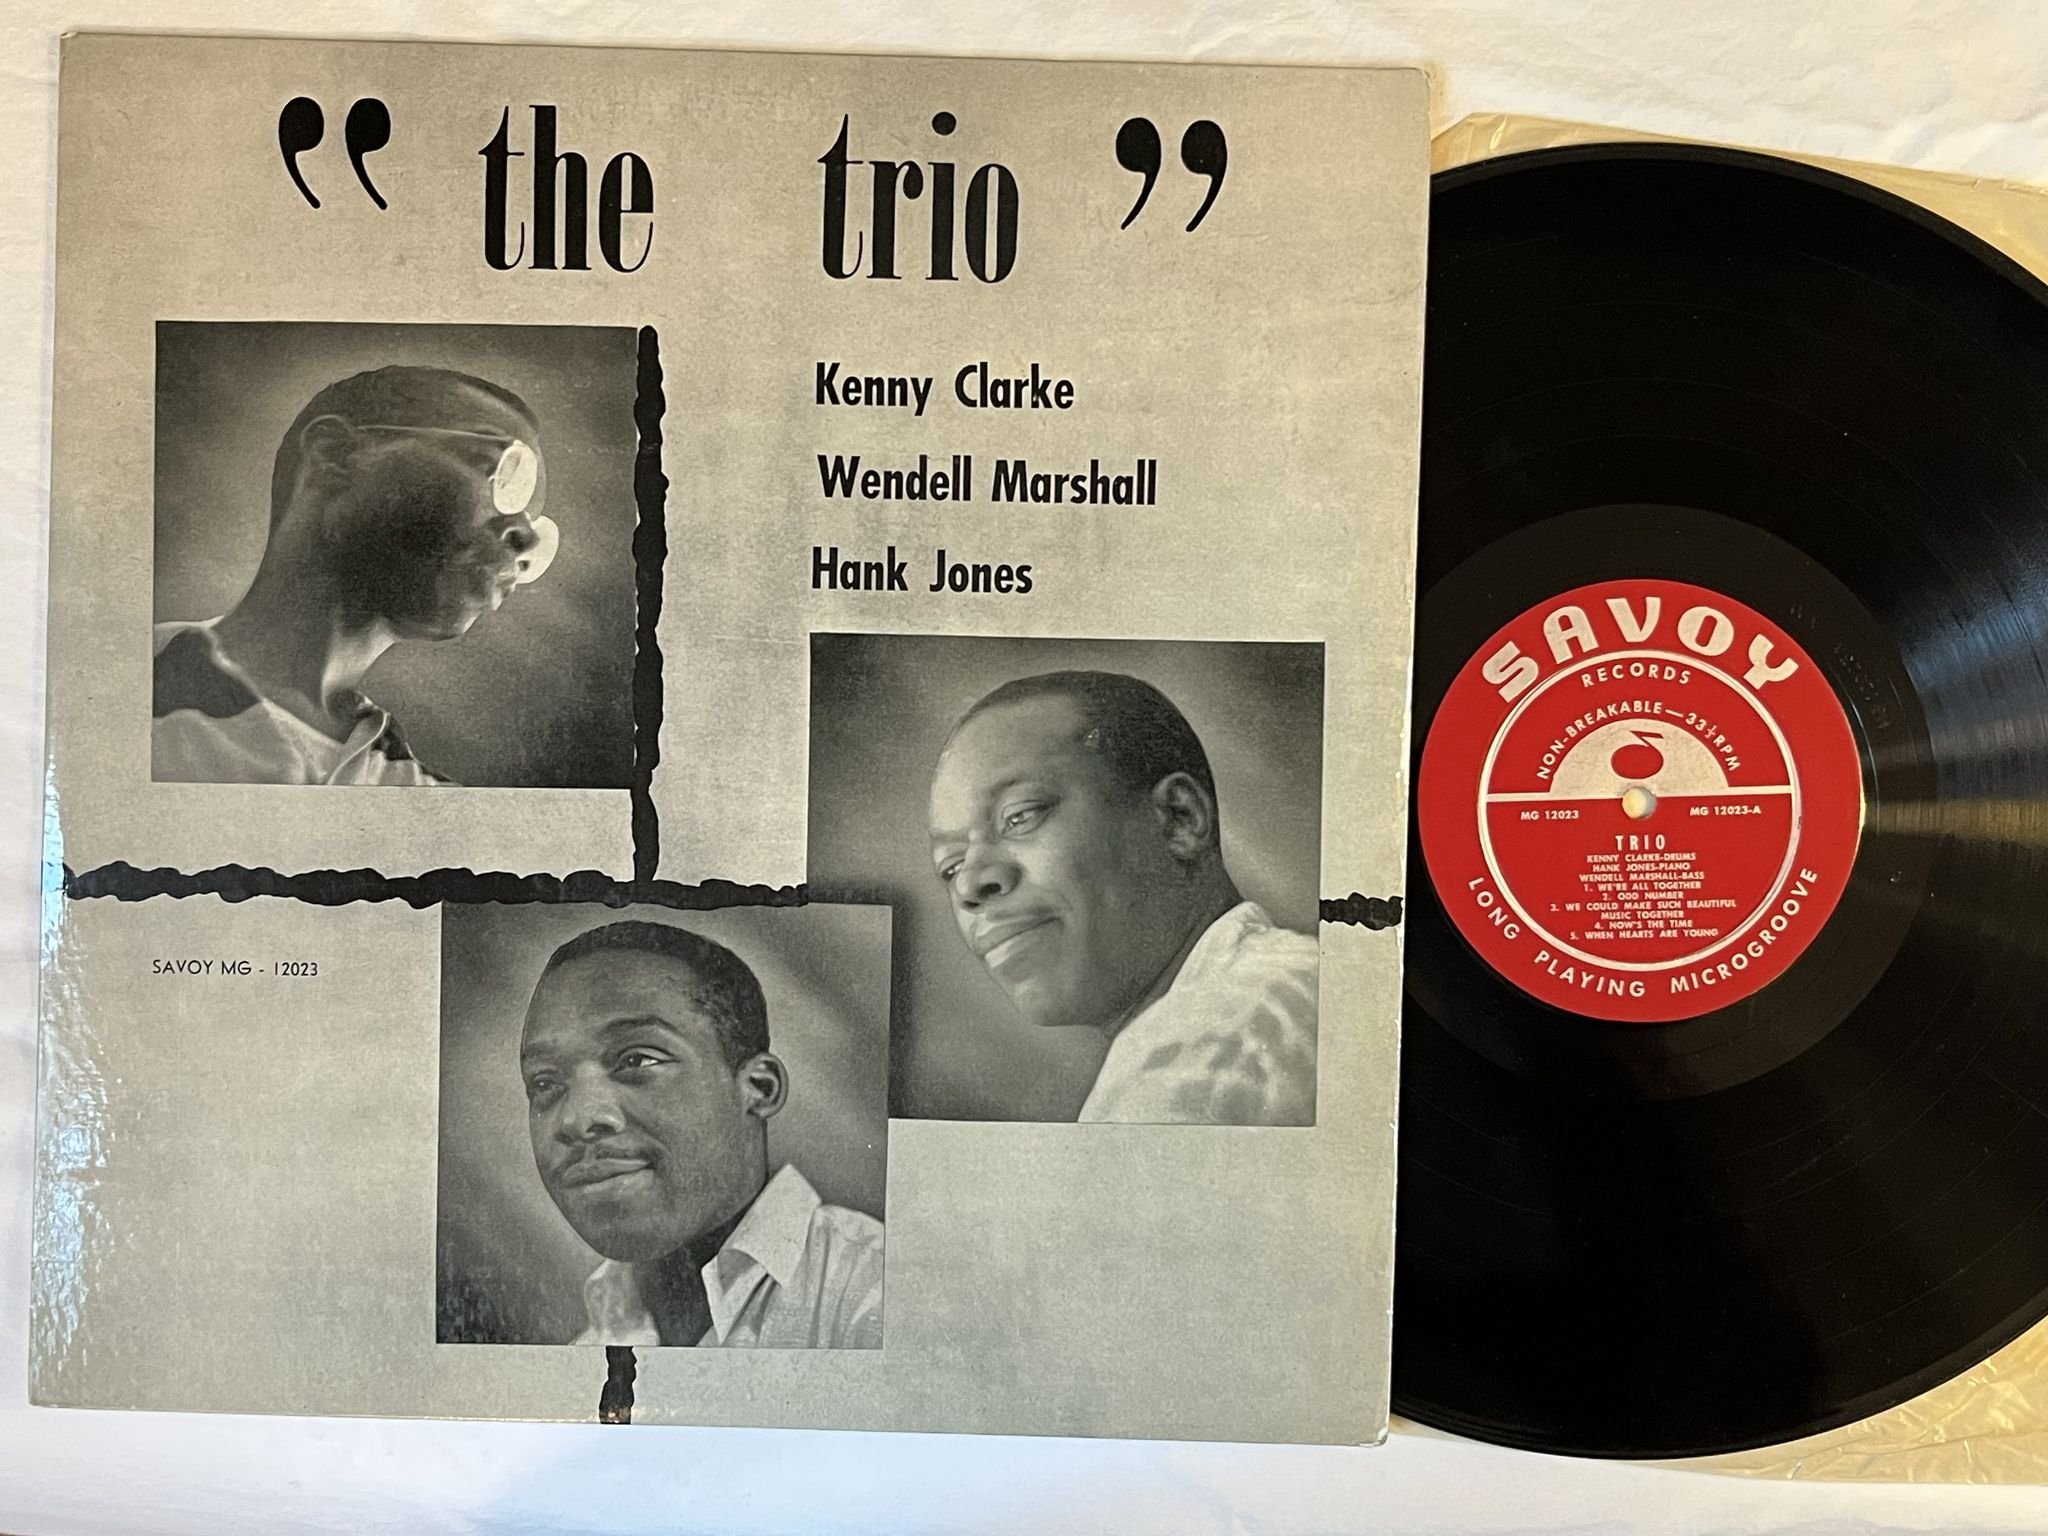 “ the trio ”
Kenny Clarke
Wendell Marshall
Hank Jones
SAVOY MG - 12023
SAVOY
RECORDS
NON-BREAKABLE—33⅓RPM
MG 12023
MG 12023-A
TRIO
KENNY CLARKE-DRUMS
HANK JONES-PIANO
WENDELL MARSHALL-BASS
1. WE'RE ALL TOGETHER
2. ODD NUMBER
3. WE COULD MAKE SUCH BEAUTIFUL
MUSIC TOGETHER
4. NOW'S THE TIME
5. WHEN HEARTS ARE YOUNG
LONG PLAYING MICROGROOVE